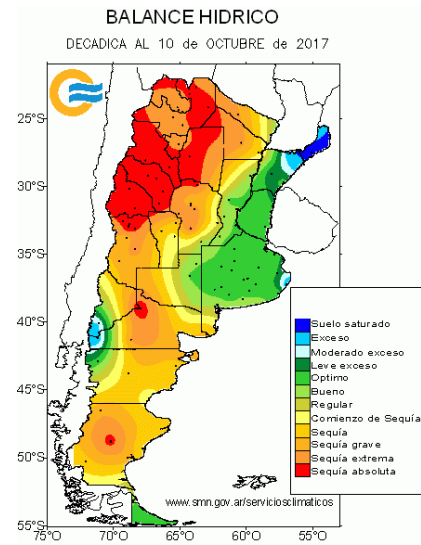 BALANCE HIDRICO
DECADICA AL 10 de OCTUBRE de 2017
25°S
30°S
35°S
40°S
45°S
50°S
55°S
75°W
70°W
65°W
60°W
55°W
Suelo saturado
Exceso
Moderado exceso
Leve exceso
Optimo
Bueno
Regular
Comienzo de Sequía
Sequía
Sequía grave
Sequía extrema
Sequía absoluta
www.smn.gov.ar/serviciosclimaticos